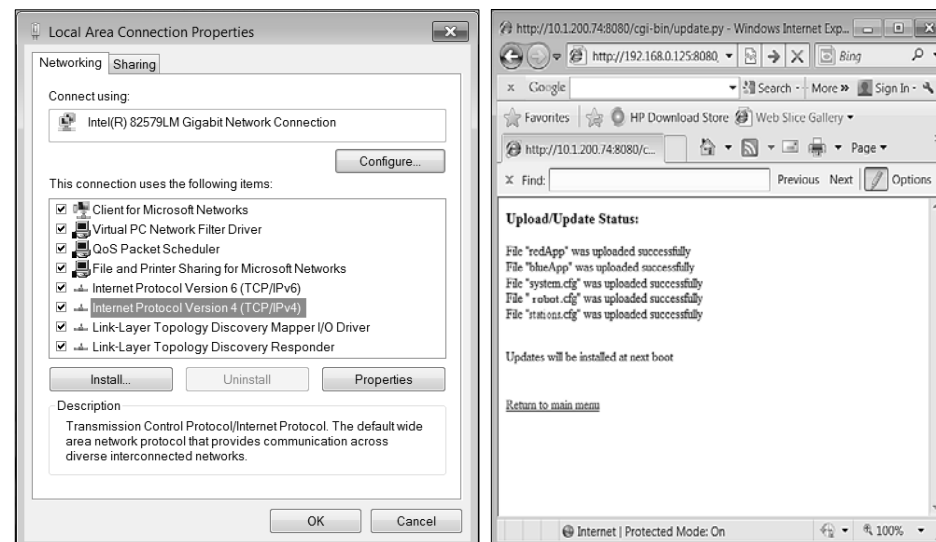 Local Area Connection Properties
Networking
Sharing
Connect using:
Intel(R) 82579LM Gigabit Network Connection
Configure...
This connection uses the following items:
Client for Microsoft Networks
Virtual PC Network Filter Driver
QoS Packet Scheduler
File and Printer Sharing for Microsoft Networks
Internet Protocol Version 6 (TCP/IPv6)
Internet Protocol Version 4 (TCP/IPv4)
Link-Layer Topology Discovery Mapper I/O Driver
Link-Layer Topology Discovery Responder
Install... Uninstall Properties
Description
Transmission Control Protocol/Internet Protocol. The default wide
area network protocol that provides communication across
diverse interconnected networks.
OK Cancel
http://10.1.200.74:8080/cgi-bin/update.py - Windows Internet Exp...
http://192.168.0.125:8080, Bing
x Google Search - More » Sign In -
Favorites HP Download Store Web Slice Gallery
http://10.1.200.74:8080/c... Page
X Find: Previous Next Options
Upload/Update Status:
File "redApp" was uploaded successfully
File "blueApp" was uploaded successfully
File "system.cfg" was uploaded successfully
File " robot.cfg" was uploaded successfully
File "stations.cfg" was uploaded successfully
Updates will be installed at next boot
Return to main menu
Internet | Protected Mode: On 100%